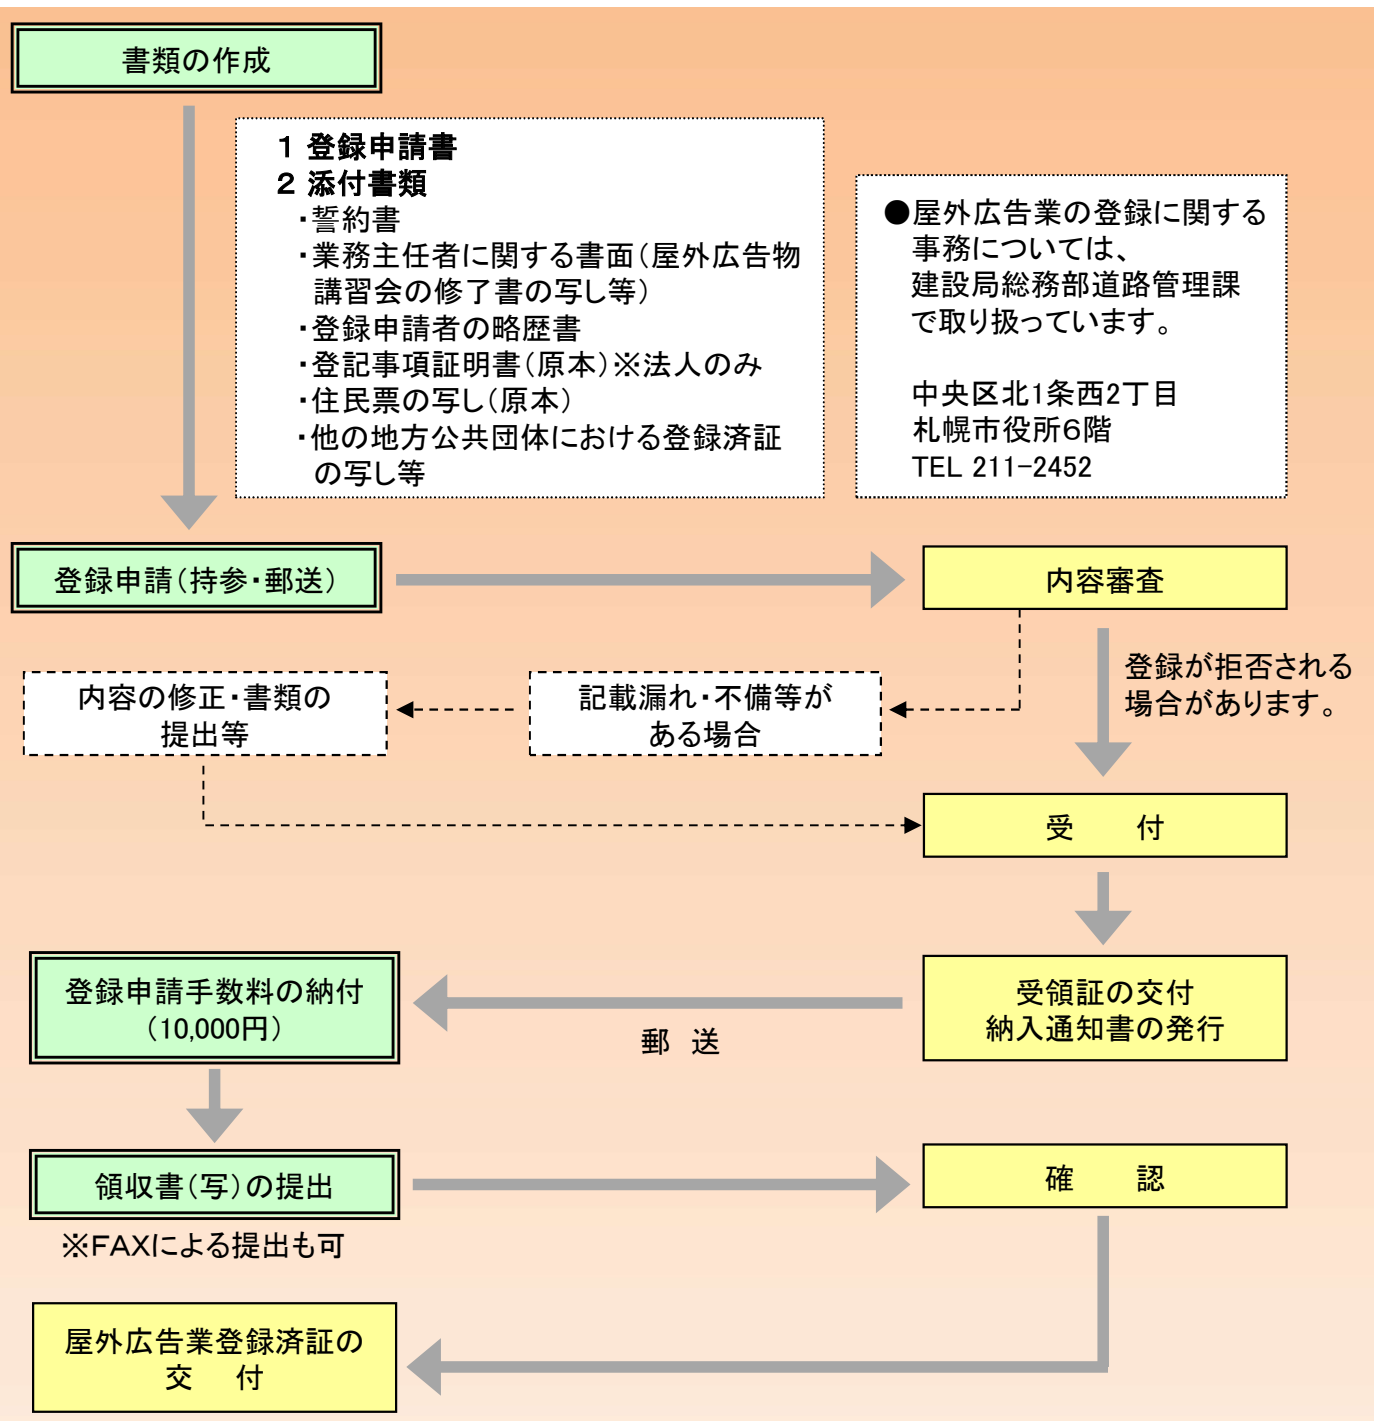 書類の作成
１ 登録申請書
２ 添付書類
・誓約書
・業務主任者に関する書面（屋外広告物
講習会の修了書の写し等）
・登録申請者の略歴書
・登記事項証明書（原本）※法人のみ
・住民票の写し（原本）
・他の地方公共団体における登録済証
の写し等
●屋外広告業の登録に関する
事務については、
建設局総務部道路管理課
で取り扱っています。
中央区北1条西2丁目
札幌市役所６階
TEL 211-2452
登録申請（持参・郵送）
内容審査
登録が拒否される
場合があります。
記載漏れ・不備等が
ある場合
内容の修正・書類の
提出等
受　　付
受領証の交付
納入通知書の発行
郵 送
登録申請手数料の納付
（10,000円）
領収書（写）の提出
※ＦＡＸによる提出も可
確　　認
屋外広告業登録済証の
交　付